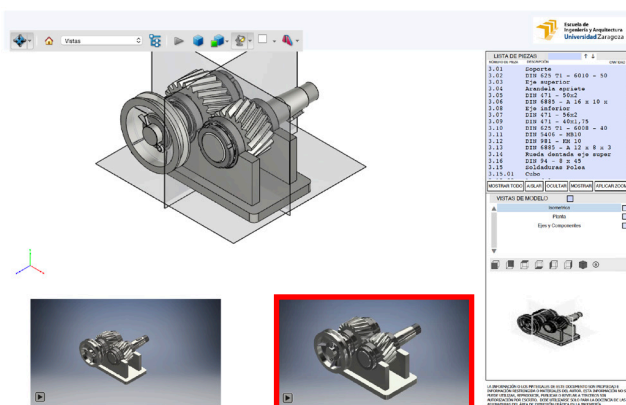 Escuela de
Ingeniería y Arquitectura
Universidad Zaragoza
Vistas
LISTA DE PIEZAS
3.01 Soporte
3.02 DIN 625 T1 - 6010 - 50
3.03 Eje superior
3.04 Arandela apriete
3.05 DIN 471 - 50x2
3.06 DIN 6885 - A 16 x 10 x
3.08 Eje inferior
3.07 DIN 471 - 56x2
3.09 DIN 471 - 40x1,75
3.10 DIN 625 T1 - 6008 - 40
3.11 DIN 5406 - MB10
3.12 DIN 981 - KM 10
3.13 DIN 6885 - A 12 x 8 x 3
3.14 Rueda dentada eje super
3.16 DIN 94 - 8 x 45
3.15 Soldaduras Polea
3.15.01 Cubo
MOSTRAR TODO AISLAR OCULTAR MOSTRAR APLICAR ZOOM
VISTAS DE MODELO
Isometrica
Planta
Ejes y Componentes